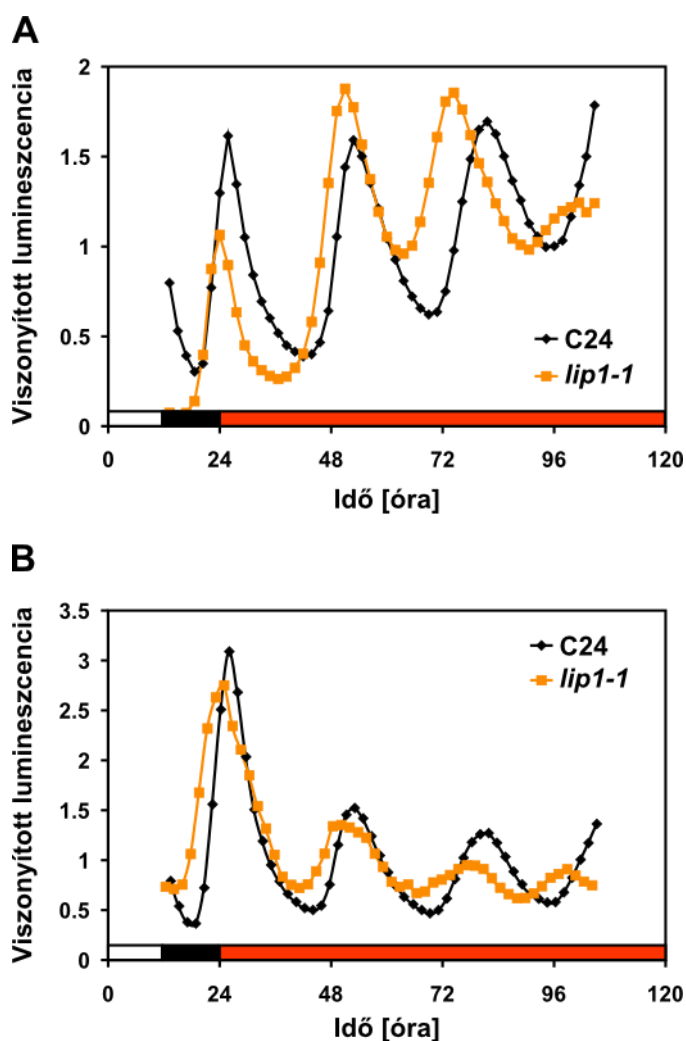 A
Viszonyított lumineszcencia
2
1.5
1
0.5
0
C24
lip1-1
0 24 48 72 96 120
Idő [óra]
B
Viszonyított lumineszcencia
3.5
3
2.5
2
1.5
1
0.5
0
C24
lip1-1
0 24 48 72 96 120
Idő [óra]